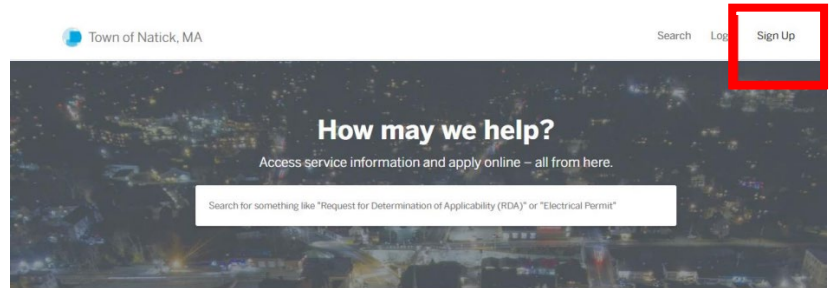 Town of Natick, MA
Search Log Sign Up
How may we help?
Access service information and apply online – all from here.
Search for something like "Request for Determination of Applicability (RDA)" or "Electrical Permit"